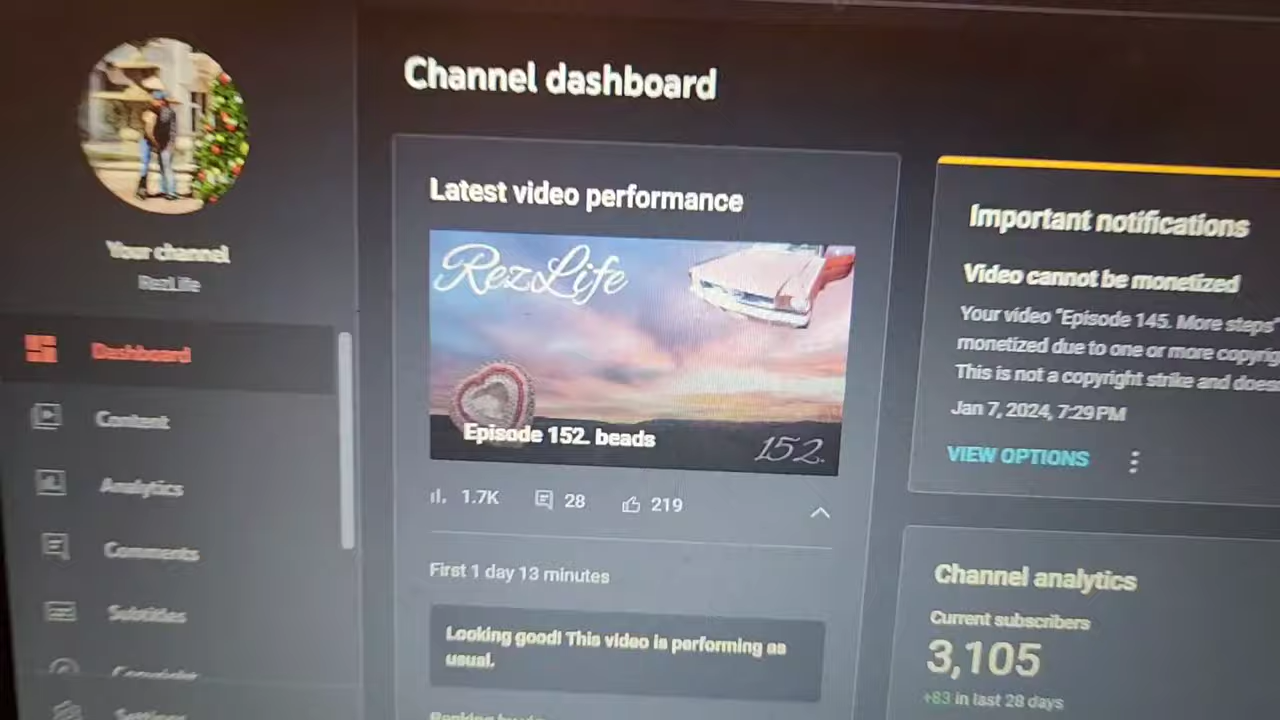 Channel dashboard
Your channel
RezLife
Dashboard
Content
Analytics
Comments
Subtitles
Settings
Latest video performance
RezLife
Episode 152. beads
152.
1.7K 28 219
First 1 day 13 minutes
Looking good! This video is performing as
usual.
Important notifications
Video cannot be monetized
Your video "Episode 145. More steps"
monetized due to one or more
This is not a copyright strike and
Jan 7, 2024, 7:29 PM
VIEW OPTIONS
Channel analytics
Current subscribers
3,105
+83 in last 28 days